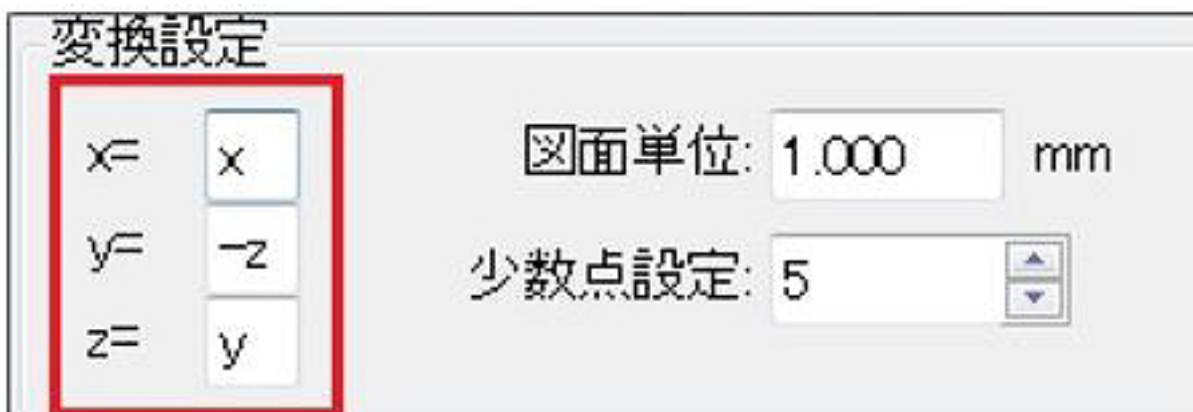 変換設定
x= x 図面単位: 1.000 mm
y= -z 少数点設定: 5
z= y